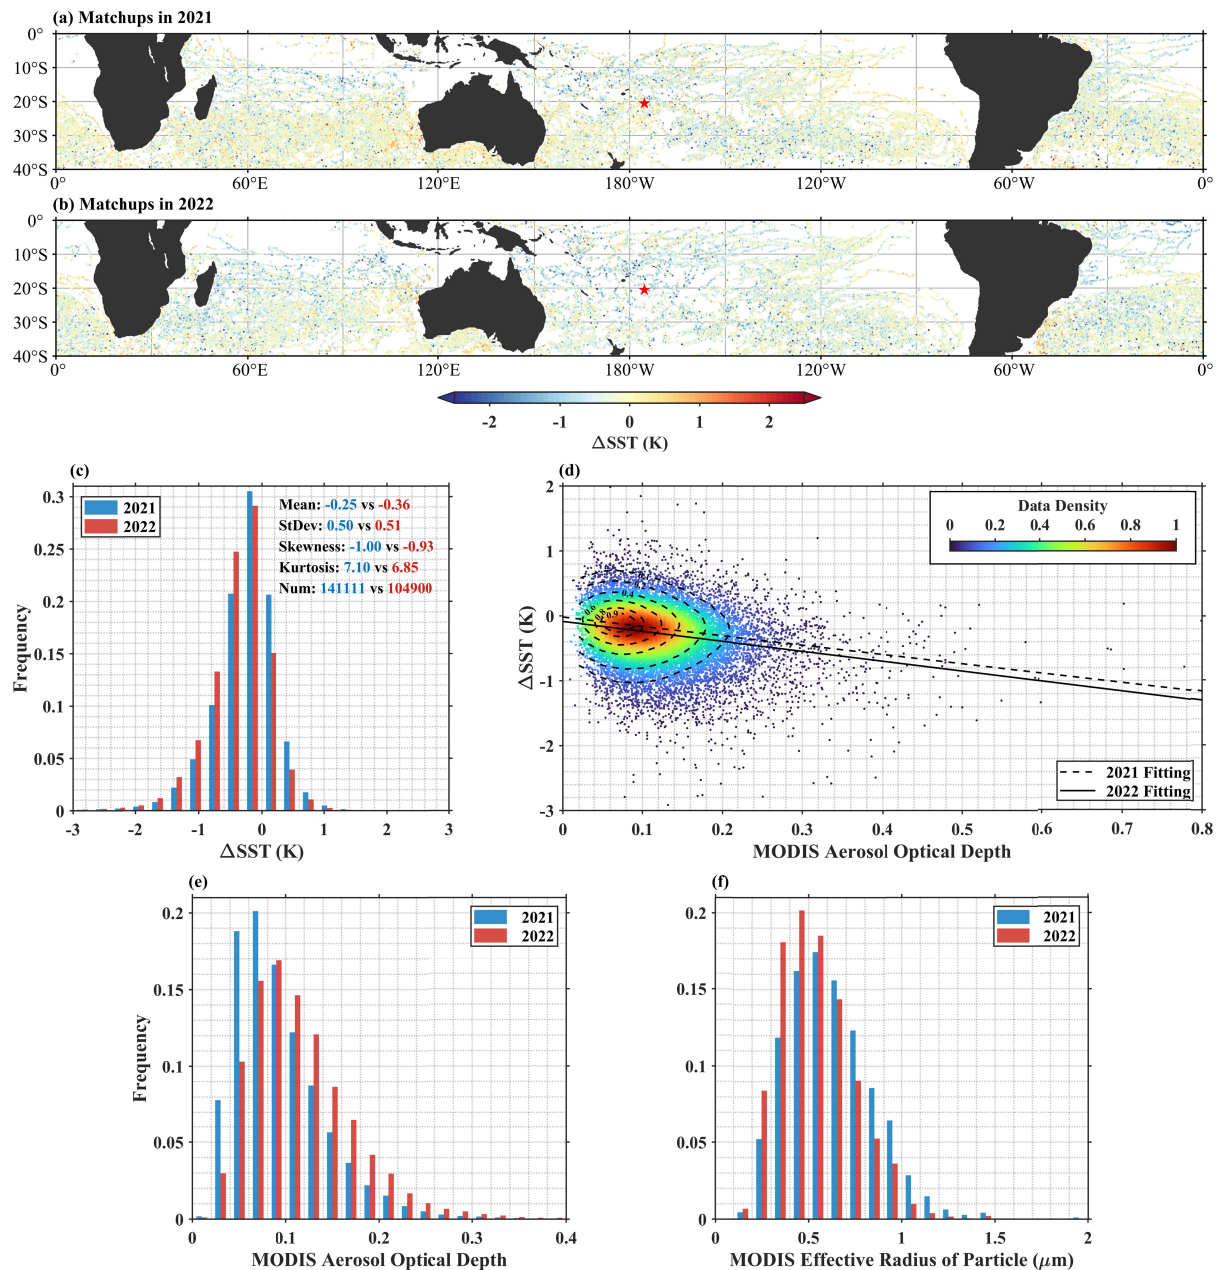 (a) Matchups in 2021
0°
10°S
20°S
30°S
40°S
0° 60°E 120°E 180°W 120°W 60°W 0°
(b) Matchups in 2022
0°
10°S
20°S
30°S
40°S
0° 60°E 120°E 180°W 120°W 60°W 0°
-2 -1 0 1 2
ΔSST (K)
(c)
0.3
0.25
0.2
0.15
0.1
0.05
0
Frequency
2021
2022
Mean: -0.25 vs -0.36
StDev: 0.50 vs 0.51
Skewness: -1.00 vs -0.93
Kurtosis: 7.10 vs 6.85
Num: 141111 vs 104900
-3 -2 -1 0 1 2 3
ΔSST (K)
(d)
2
1
0
-1
-2
-3
ΔSST (K)
Data Density
0 0.2 0.4 0.6 0.8 1
0.4
0.6
0.8
0.9
2021 Fitting
2022 Fitting
0 0.1 0.2 0.3 0.4 0.5 0.6 0.7 0.8
MODIS Aerosol Optical Depth
(e)
0.2
0.15
0.1
0.05
0
Frequency
2021
2022
0 0.1 0.2 0.3 0.4
MODIS Aerosol Optical Depth
(f)
0.2
0.15
0.1
0.05
0
2021
2022
0 0.5 1 1.5 2
MODIS Effective Radius of Particle (μm)